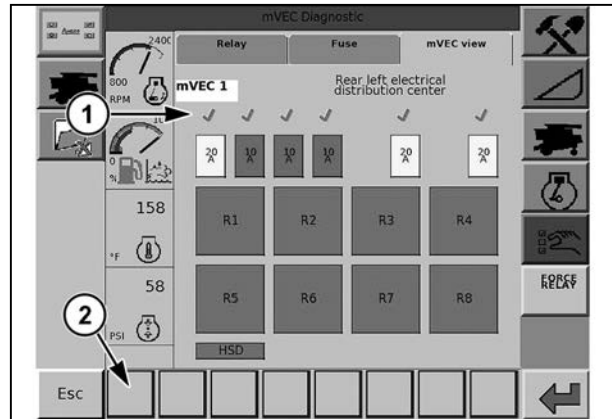 mVEC Diagnostic
Relay
Fuse
mVEC view
2400
800
RPM
mVEC 1
Rear left electrical
distribution center
1
20
A
10
A
10
A
10
A
20
A
20
A
0
%
158
°F
R1
R2
R3
R4
58
PSI
R5
R6
R7
R8
HSD
FORCE
RELAY
2
Esc